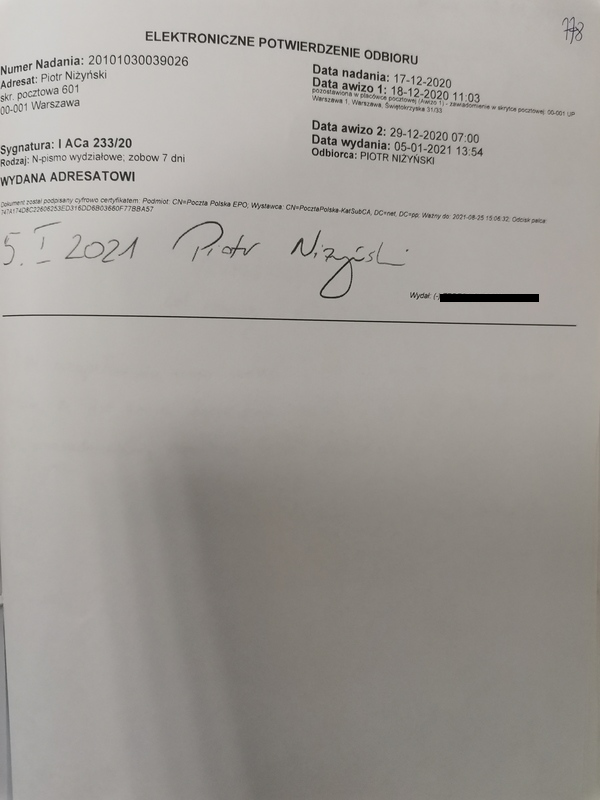 778
ELEKTRONICZNE POTWIERDZENIE ODBIORU
Numer Nadania: 20101030039026
Adresat: Piotr Niżyński
skr. pocztowa 601
00-001 Warszawa
Data nadania: 17-12-2020
Data awizo 1: 18-12-2020 11:03
pozostawiona w placówce pocztowej (Awizo 1) - zawiadomienie w skrytce pocztowej: 00-001 UP
Warszawa 1, Warszawa, Świętokrzyska 31/33
Sygnatura: I ACa 233/20
Rodzaj: N-pismo wydziałowe; zobow 7 dni
Data awizo 2: 29-12-2020 07:00
Data wydania: 05-01-2021 13:54
Odbiorca: PIOTR NIŻYŃSKI
WYDANA ADRESATOWI
Dokument został podpisany cyfrowo certyfikatem: Podmiot: CN=Poczta Polska EPO; Wystawca: CN=PocztaPolska-KatSubCA, DC=net, DC=pp; Ważny do: 2021-08-25 15:06:32; Odcisk palca:
5. I 2021 Piotr Niżyński
Wydał: (-)